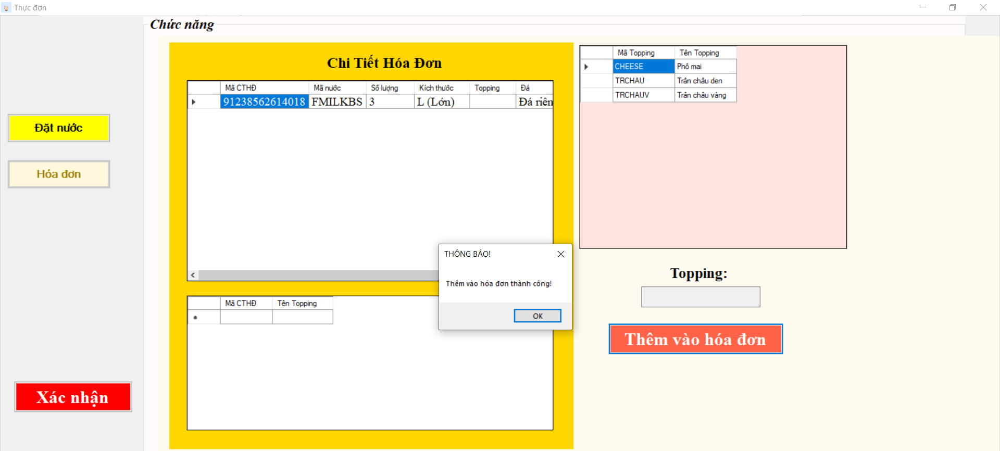 Thực đơn
Chức năng
Đặt nước
Hóa đơn
Xác nhận
Chi Tiết Hóa Đơn
Mã CTHĐ Mã nước Số lượng Kích thước Topping Đá
91238562614018 FMILKBS 3 L (Lớn) Đá riên
Mã CTHĐ Tên Topping
THÔNG BÁO!
Thêm vào hóa đơn thành công!
OK
Mã Topping Tên Topping
CHEESE Phô mai
TRCHAU Trân châu den
TRCHAUV Trân châu vàng
Topping:
Thêm vào hóa đơn